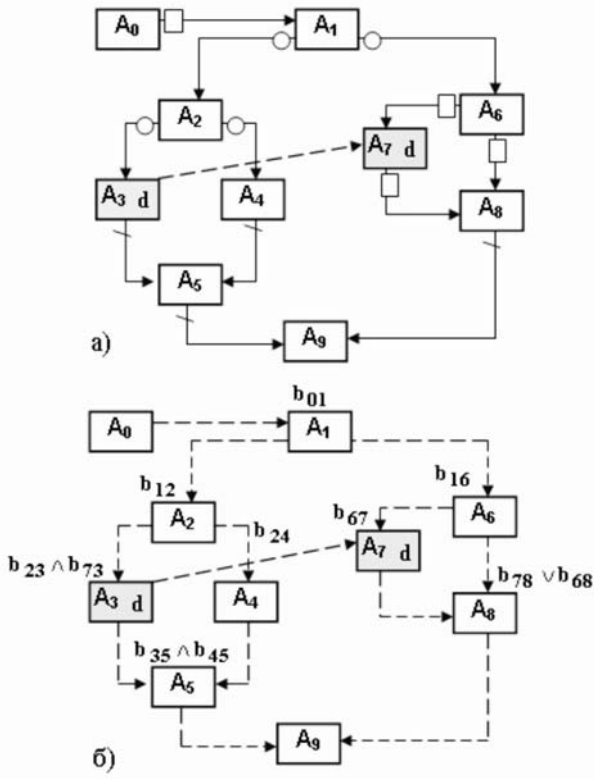 A0
A1
A2
A6
A7 d
A3 d
A4
A8
A5
A9
а)
b01
A0
A1
b12
b16
A2
b24
b67
A6
A7 d
b23 ∧ b73
b78 ∨ b68
A3 d
A4
A8
b35 ∧ b45
A5
A9
б)